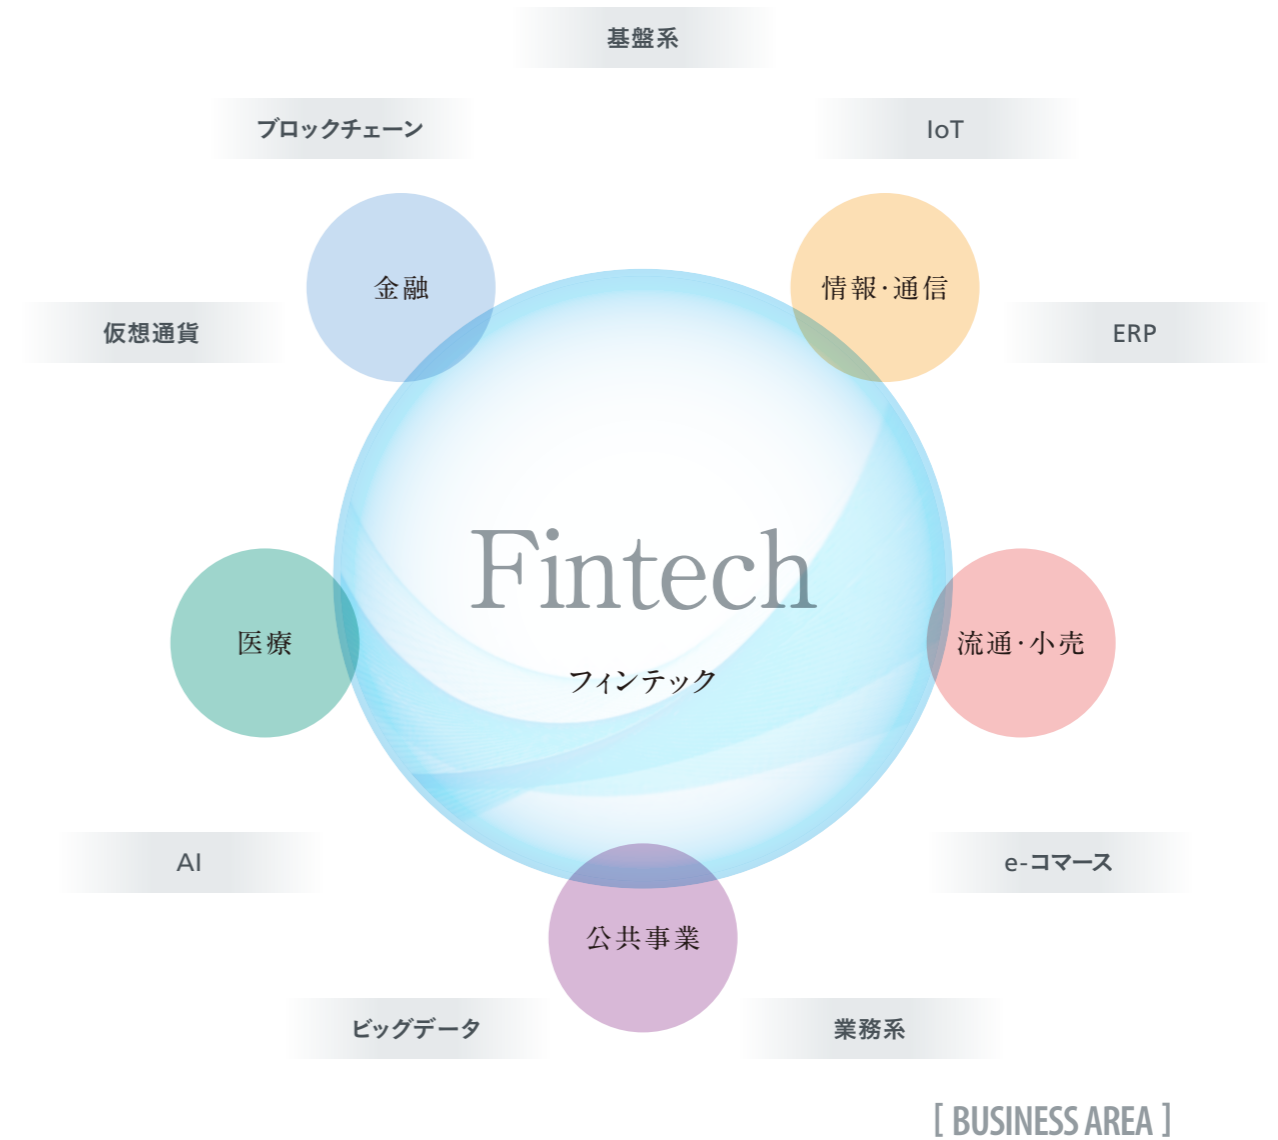 基盤系
ブロックチェーン
IoT
金融
情報・通信
仮想通貨
ERP
Fintech
フィンテック
医療
流通・小売
AI
e-コマース
公共事業
ビッグデータ
業務系
[ BUSINESS AREA ]